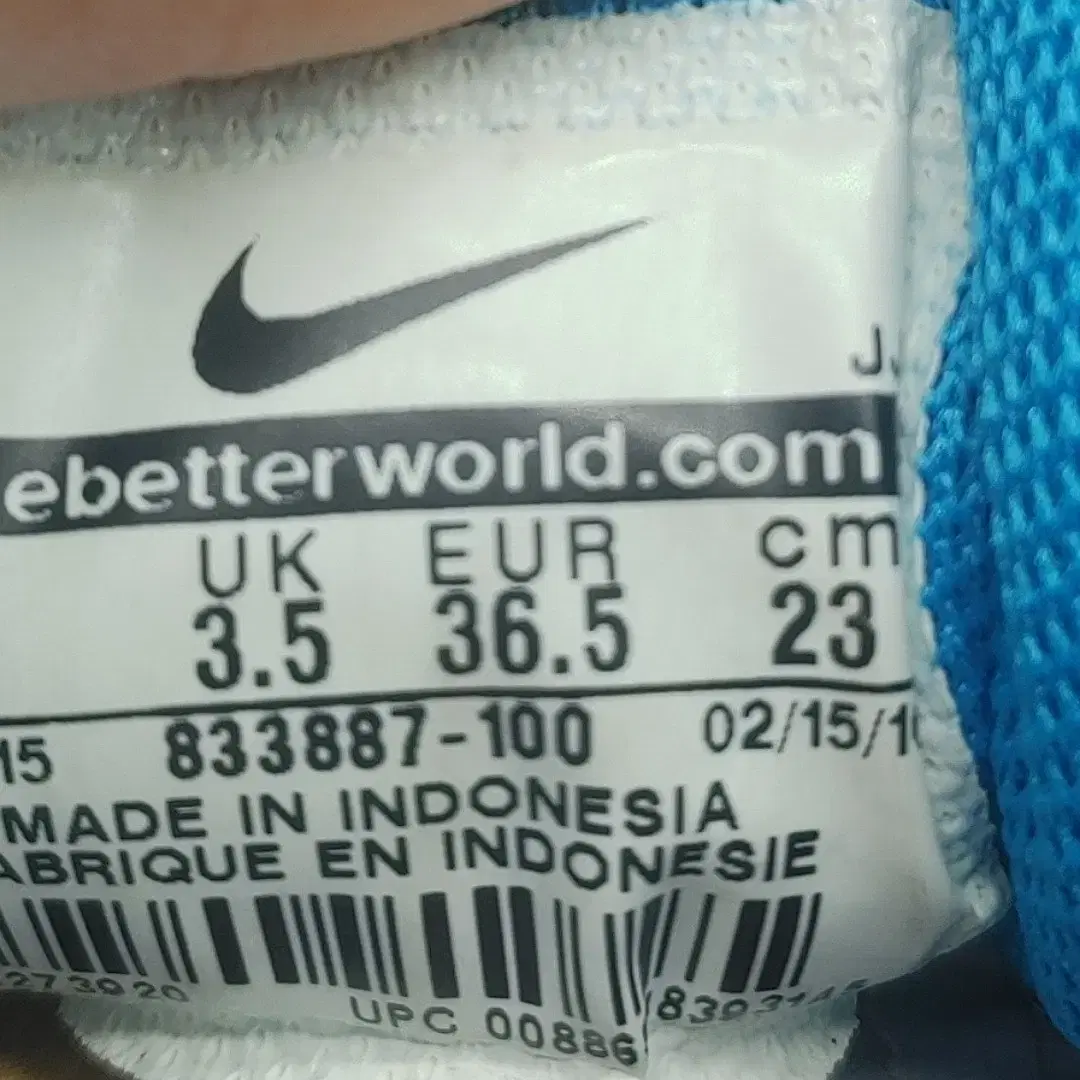 J.
ebetterworld.com
UK EUR cm
3.5 36.5 23
15 833887-100 02/15/1
MADE IN INDONESIA
ABRIQUE EN INDONESIE
273920
UPC 00886